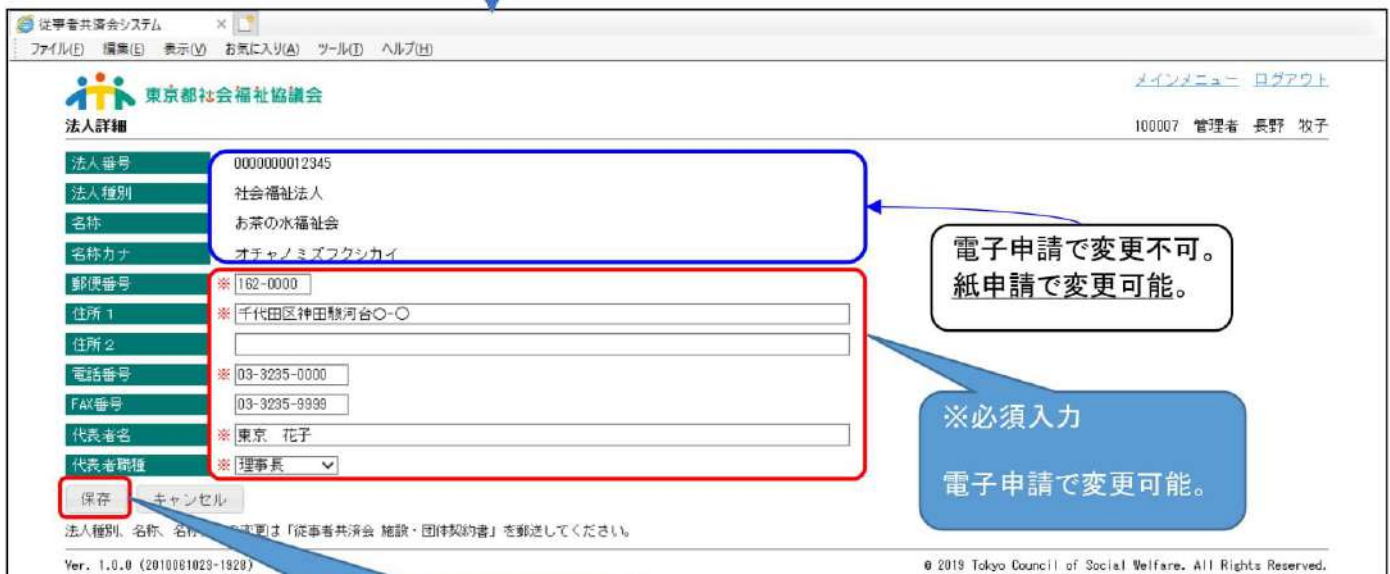 従事者共済会システム ×
ファイル(F) 編集(E) 表示(V) お気に入り(A) ツール(T) ヘルプ(H)
東京都社会福祉協議会
メインメニュー ログアウト
法人詳細
100007 管理者 長野 牧子
法人番号 0000000012345
法人種別 社会福祉法人
名称 お茶の水福祉会
名称カナ オチャノミズフクシカイ
電子申請で変更不可。
紙申請で変更可能。
郵便番号 ※ 162-0000
住所1 ※ 千代田区神田駿河台〇-〇
住所2
電話番号 ※ 03-3235-0000
FAX番号 03-3235-9999
代表者名 ※ 東京 花子
代表者職種 ※ 理事長
※必須入力
電子申請で変更可能。
保存 キャンセル
法人種別、名称、名称 の変更は「従事者共済会 施設・団体契約書」を郵送してください。
Ver. 1.0.0 (2010061023-1928)
© 2019 Tokyo Council of Social Welfare. All Rights Reserved.